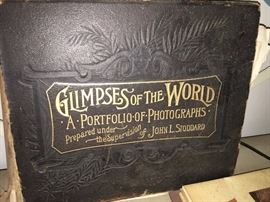 GLIMPSES OF THE WORLD
A · PORTFOLIO · OF · PHOTOGRAPHS ·
Prepared under
the Supervision of JOHN L. STODDARD